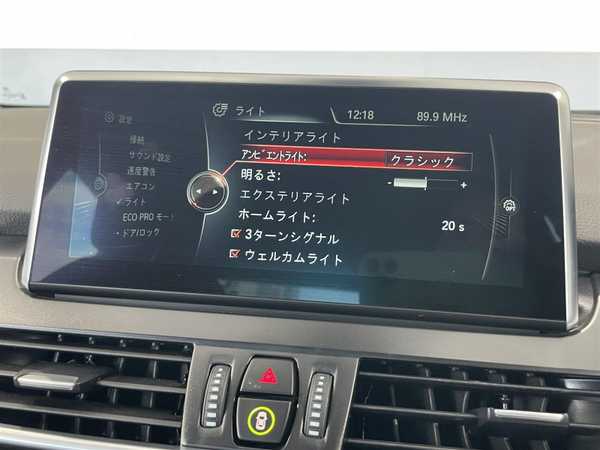 ライト 12:18 89.9 MHz
設定
接続
サウンド設定
速度警告
エアコン
ライト
ECO PRO モード
ドア/ロック
インテリアライト
アンビエントライト: クラシック
明るさ: - +
エクステリアライト
ホームライト: 20 s
3ターンシグナル
ウェルカムライト
OPT